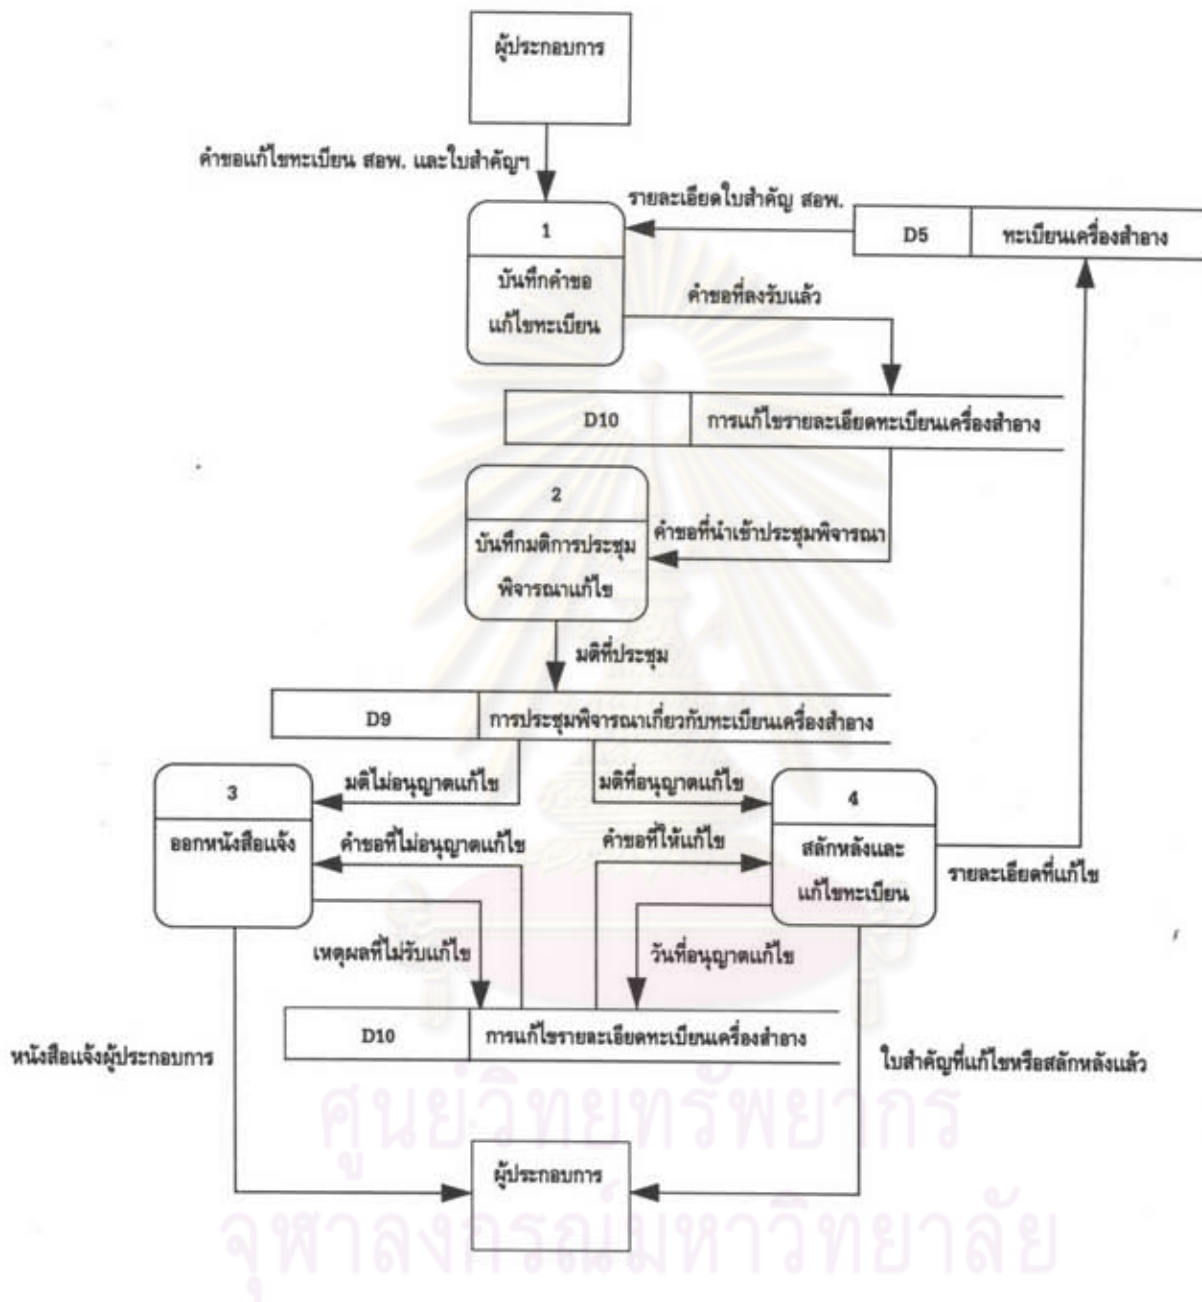 ผู้ประกอบการ
คำขอแก้ไขทะเบียน สอพ. และใบสำคัญฯ
รายละเอียดใบสำคัญ สอพ.
1
D5
ทะเบียนเครื่องสำอาง
บันทึกคำขอ
แก้ไขทะเบียน
คำขอที่ลงรับแล้ว
D10
การแก้ไขรายละเอียดทะเบียนเครื่องสำอาง
2
บันทึกมติการประชุม
พิจารณาแก้ไข
คำขอที่นำเข้าประชุมพิจารณา
มติที่ประชุม
D9
การประชุมพิจารณาเกี่ยวกับทะเบียนเครื่องสำอาง
มติไม่อนุญาตแก้ไข
มติที่อนุญาตแก้ไข
3
4
ออกหนังสือแจ้ง
คำขอที่ไม่อนุญาตแก้ไข
คำขอที่ให้แก้ไข
สลักหลังและ
แก้ไขทะเบียน
รายละเอียดที่แก้ไข
เหตุผลที่ไม่รับแก้ไข
วันที่อนุญาตแก้ไข
D10
การแก้ไขรายละเอียดทะเบียนเครื่องสำอาง
หนังสือแจ้งผู้ประกอบการ
ใบสำคัญที่แก้ไขหรือสลักหลังแล้ว
ศูนย์วิทยทรัพยากร
ผู้ประกอบการ
จุฬาลงกรณ์มหาวิทยาลัย